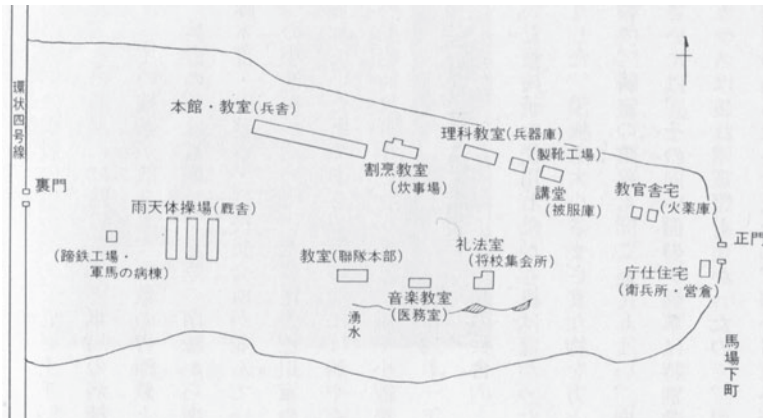 環状四号線
本館・教室(兵舎)
理科教室(兵器庫)
(製靴工場)
割烹教室
(炊事場)
講堂
(被服庫)
教官舎宅
(火薬庫)
裏門
正門
雨天体操場(厩舎)
(蹄鉄工場・
軍馬の病棟)
教室(聯隊本部)
礼法室
(将校集会所)
音楽教室
(医務室)
庁仕住宅
(衛兵所・営倉)
湧水
馬場下町